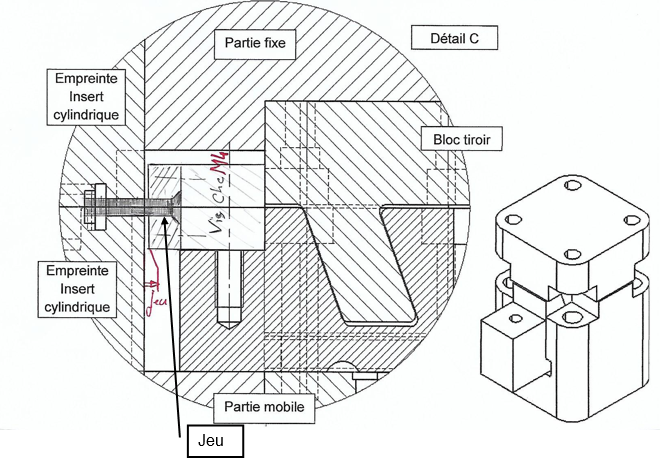 Partie fixe
Détail C
Empreinte
Insert
cylindrique
Bloc tiroir
Vis Chc M4
Empreinte
Insert
cylindrique
jeu
Partie mobile
Jeu